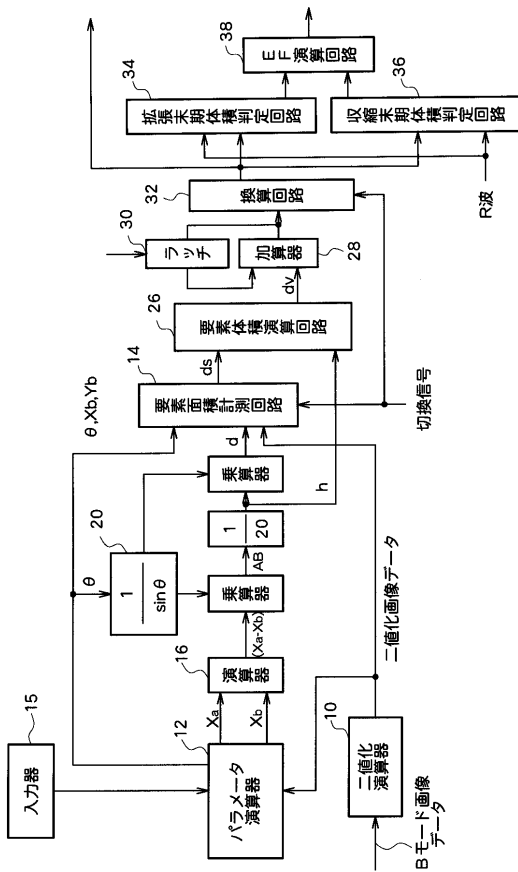 15
入力器
θ
20
1
sinθ
θ,Xb,Yb
12
パラメータ
演算器
Xa
Xb
16
演算器
(Xa-Xb)
乗算器
AB
1
20
乗算器
d
h
14
要素面積計測回路
ds
26
要素体積演算回路
dv
30
ラッチ
加算器
28
32
換算回路
34
拡張末期体積判定回路
収縮末期体積判定回路
36
38
EF演算回路
R波
切換信号
二値化画像データ
10
二値化
演算器
Bモード画像
データ